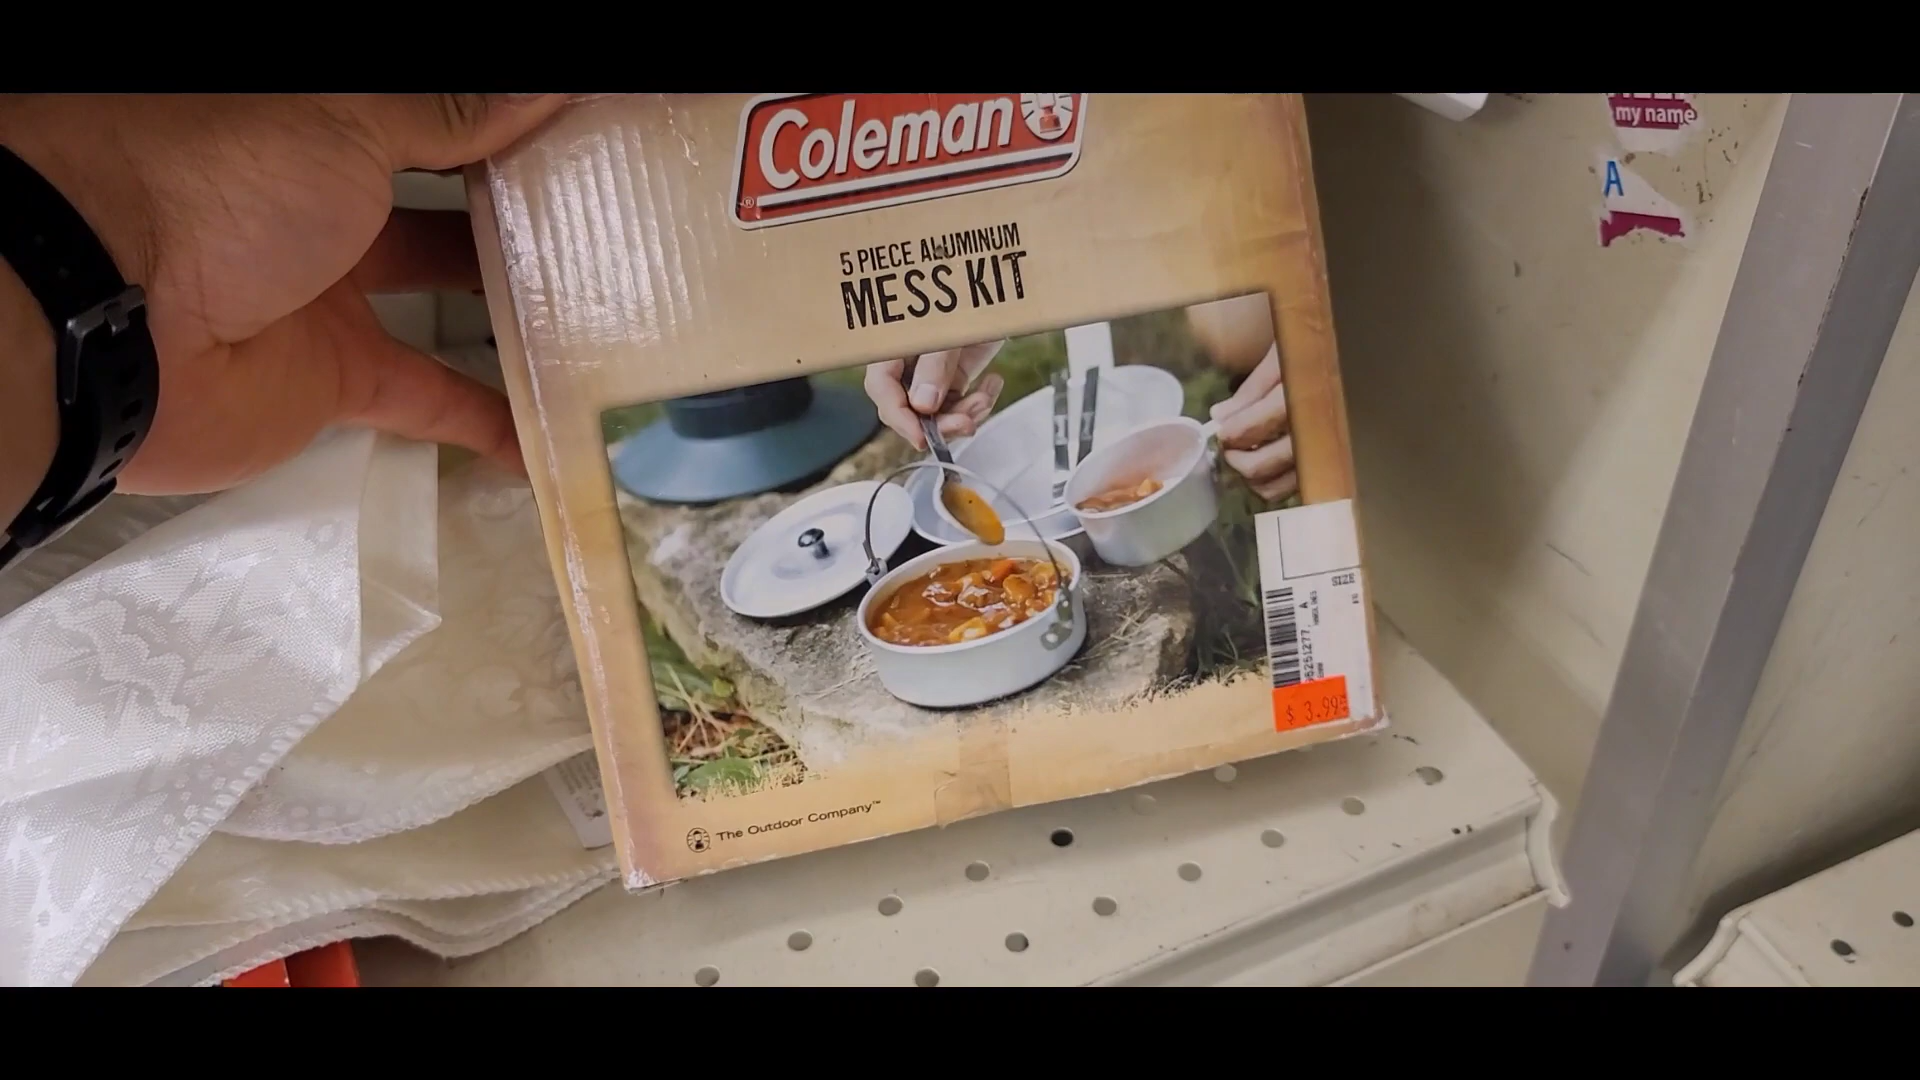 Coleman
®
5 PIECE ALUMINUM
MESS KIT
The Outdoor Company™
SIZE
A
$ 3.99
my name
A